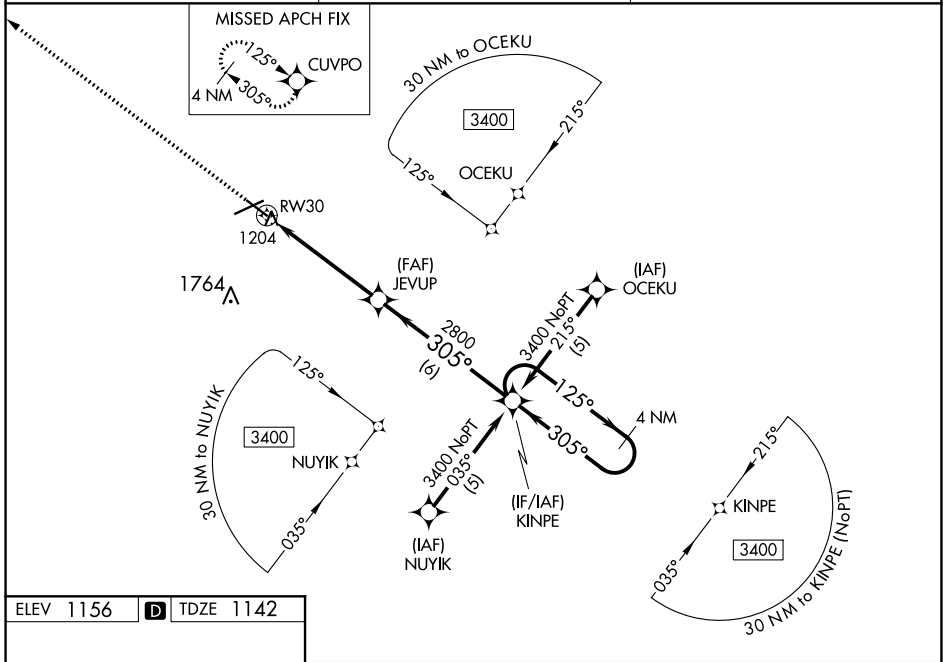 MISSED APCH FIX
125°
CUVPO
4 NM
305°
30 NM to OCEKU
3400
215°
125°
OCEKU
RW30
1204
(FAF)
JEVUP
1764
(IAF)
OCEKU
3400 NoPT
215°
(5)
2800
305°
(6)
125°
4 NM
305°
30 NM to NUYIK
125°
3400
NUYIK
035°
3400 NoPT
035°
(5)
(IF/IAF)
KINPE
(IAF)
NUYIK
215°
KINPE
3400
035°
30 NM to KINPE (NoPT)
ELEV 1156 D TDZE 1142